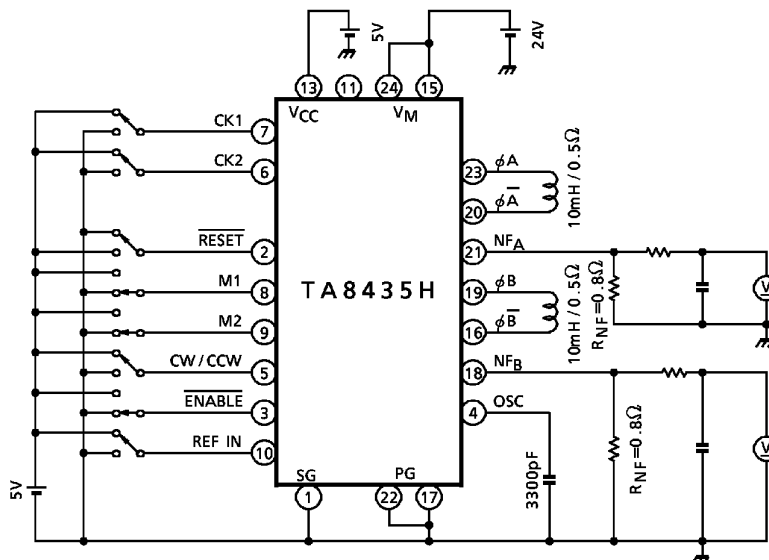 5V
24V
13 11 24 15
VCC VM
CK1 7
CK2 6
23 φA
20 φA̅
10mH / 0.5Ω
R̅E̅S̅E̅T̅ 2
21 NFA
M1 8
TA8435H
19 φB
M2 9
16 φB̅
10mH / 0.5Ω
RNF=0.8Ω
V
CW / CCW 5
18 NFB
E̅N̅A̅B̅L̅E̅ 3
4 OSC
REF IN 10
3300pF
RNF=0.8Ω
V
5V
SG PG
1 22 17